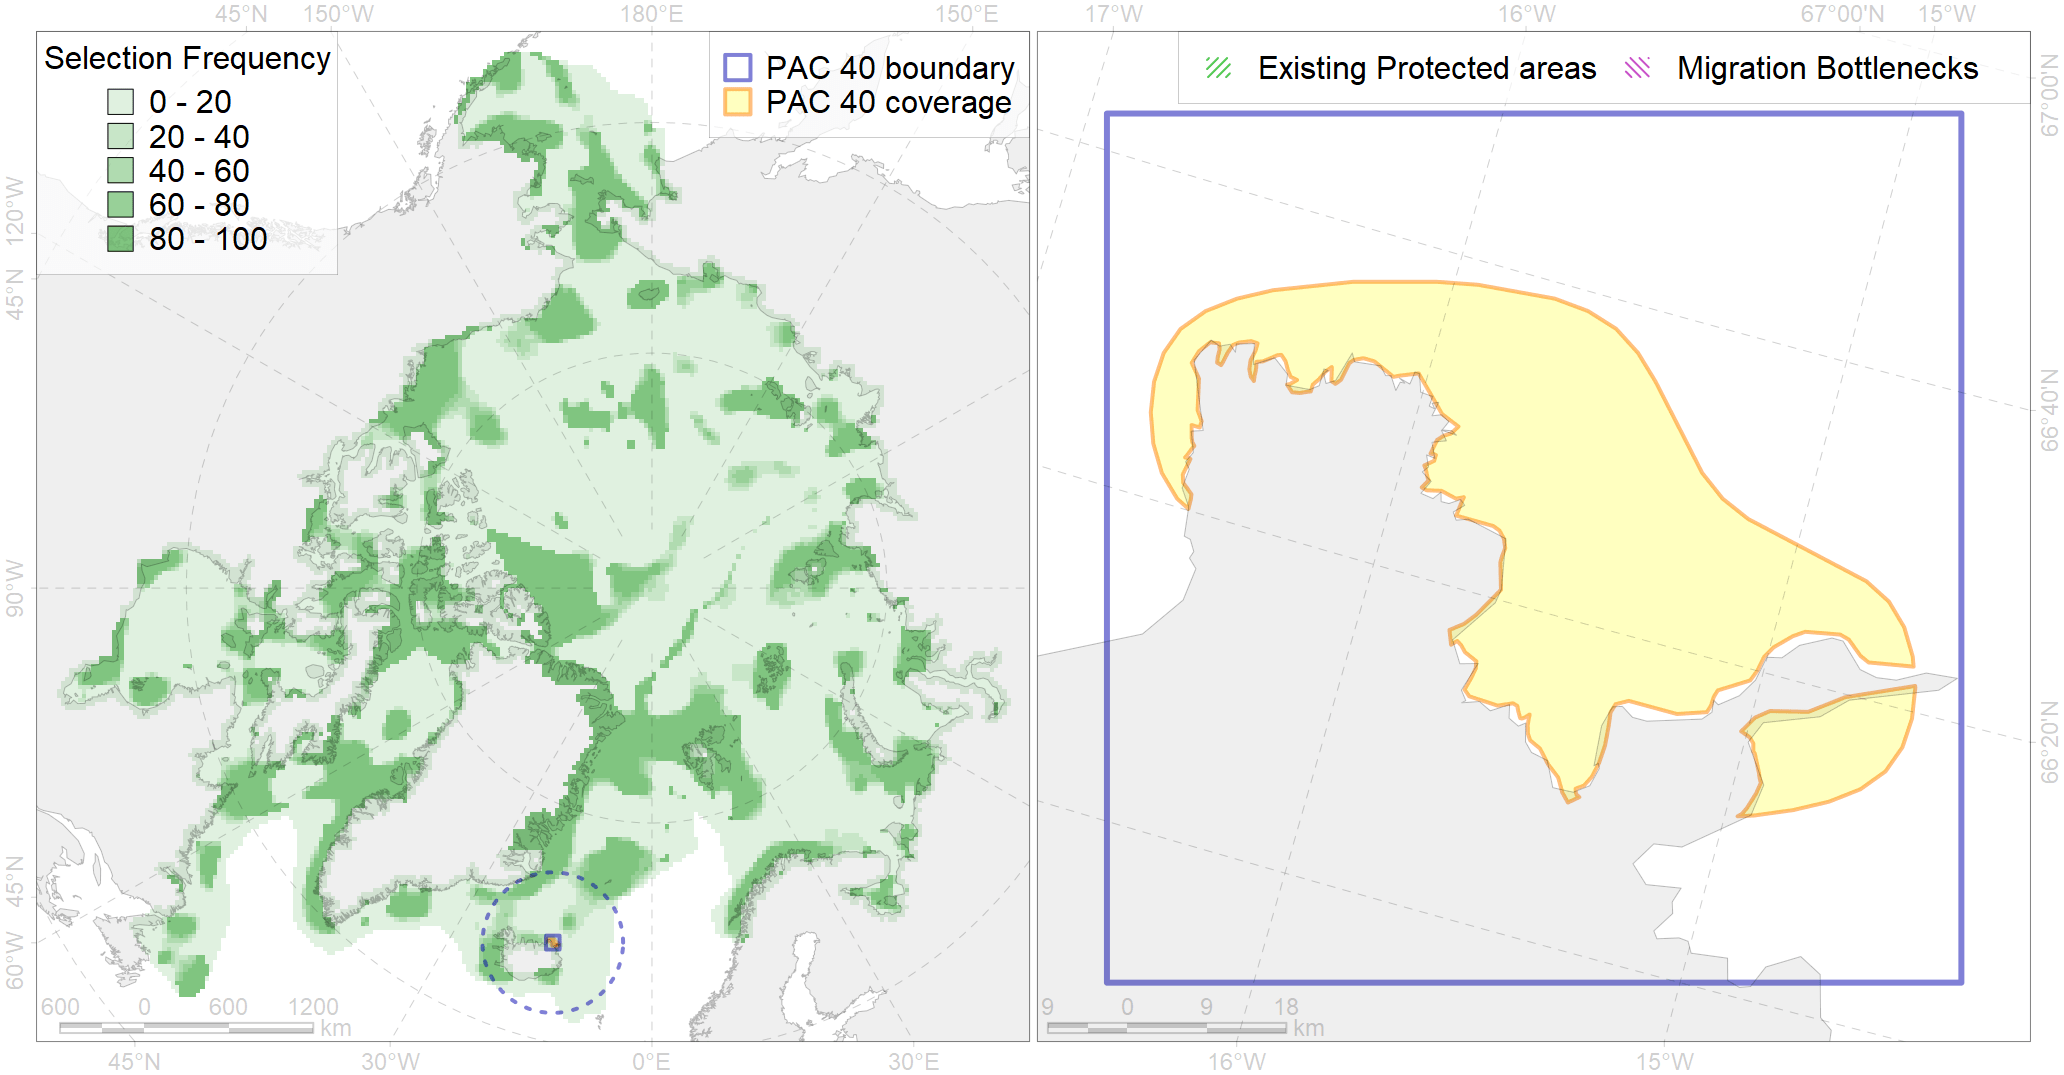 45°N 150°W 180°E 150°E 17°W 16°W 67°00'N 15°W
Selection Frequency
0 - 20
20 - 40
40 - 60
60 - 80
80 - 100
PAC 40 boundary
PAC 40 coverage
Existing Protected areas Migration Bottlenecks
120°W
45°N
90°W
45°N
60°W
67°00'N
66°40'N
66°20'N
600 0 600 1200
km
9 0 9 18
km
45°N 30°W 0°E 30°E 16°W 15°W